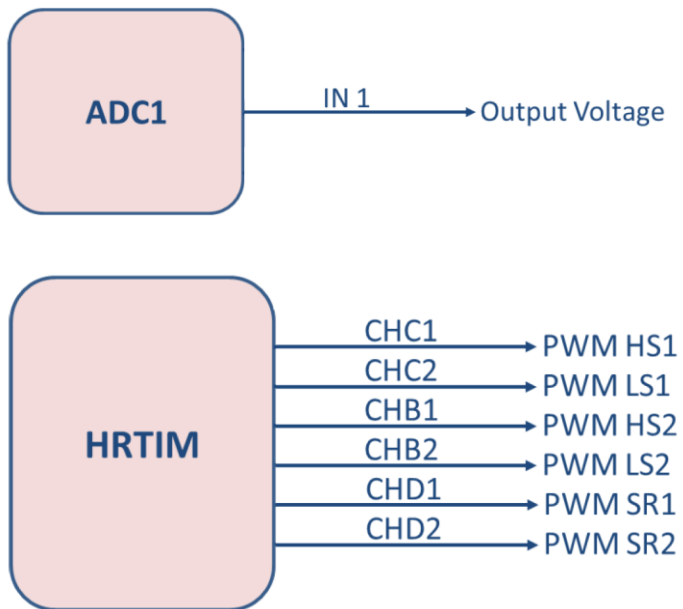 ADC1
IN 1
Output Voltage
HRTIM
CHC1
PWM HS1
CHC2
PWM LS1
CHB1
PWM HS2
CHB2
PWM LS2
CHD1
PWM SR1
CHD2
PWM SR2